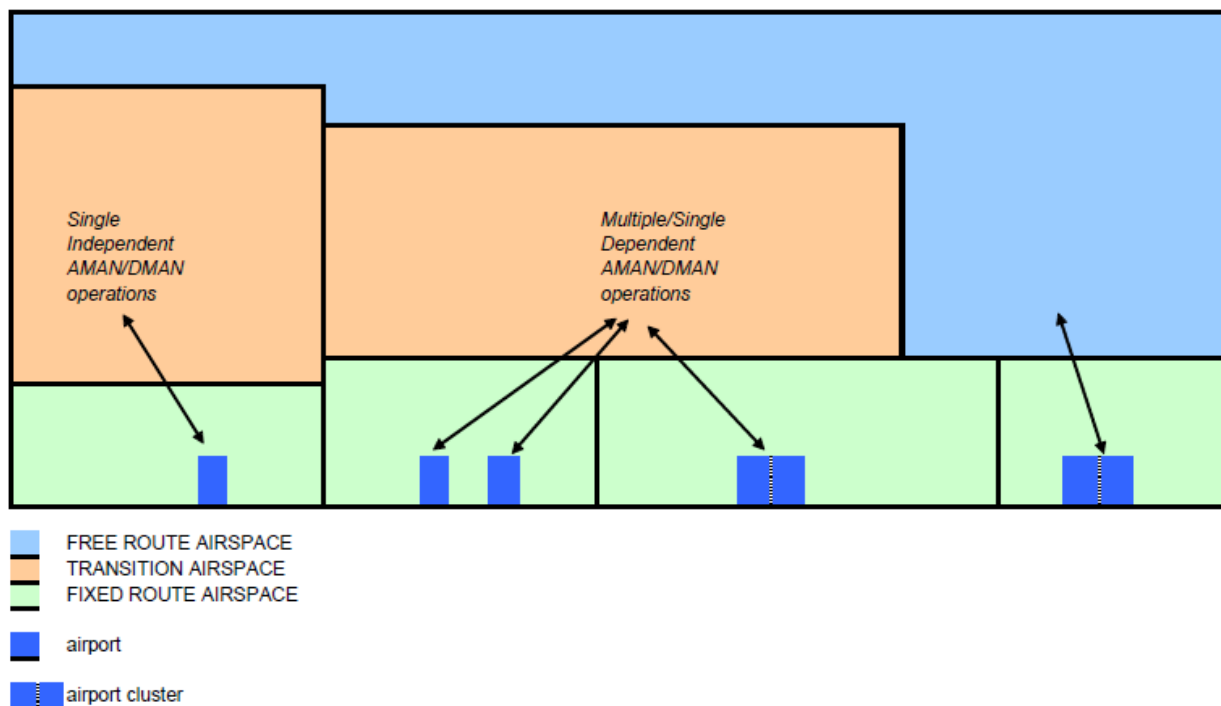 Single
Independent
AMAN/DMAN
operations
Multiple/Single
Dependent
AMAN/DMAN
operations
FREE ROUTE AIRSPACE
TRANSITION AIRSPACE
FIXED ROUTE AIRSPACE
airport
airport cluster